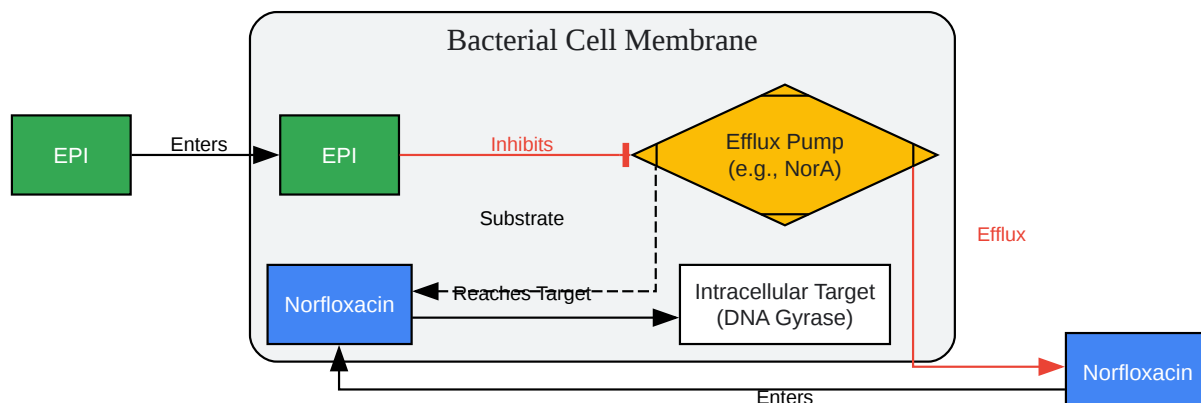 Bacterial Cell Membrane
EPI
Enters
EPI
Inhibits
Efflux Pump
(e.g., NorA)
Substrate
Efflux
Norfloxacin
Reaches Target
Intracellular Target
(DNA Gyrase)
Norfloxacin
Enters